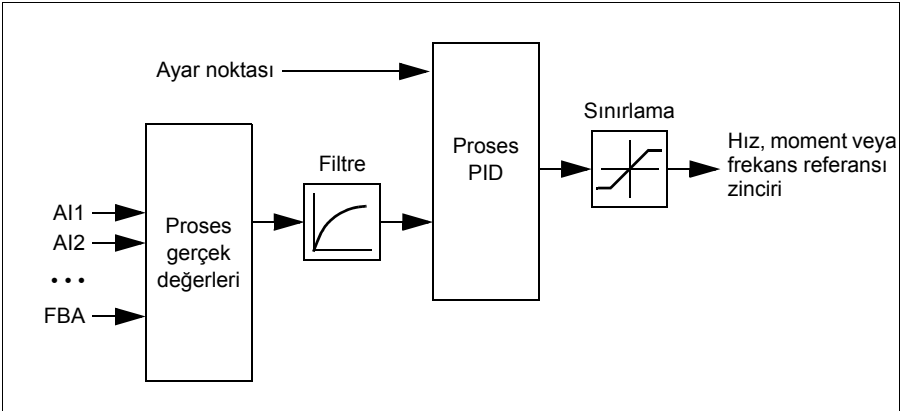 Ayar noktası
Proses
PID
Sınırlama
Hız, moment veya
frekans referansı
zinciri
Filtre
AI1
AI2
• • •
FBA
Proses
gerçek
değerleri